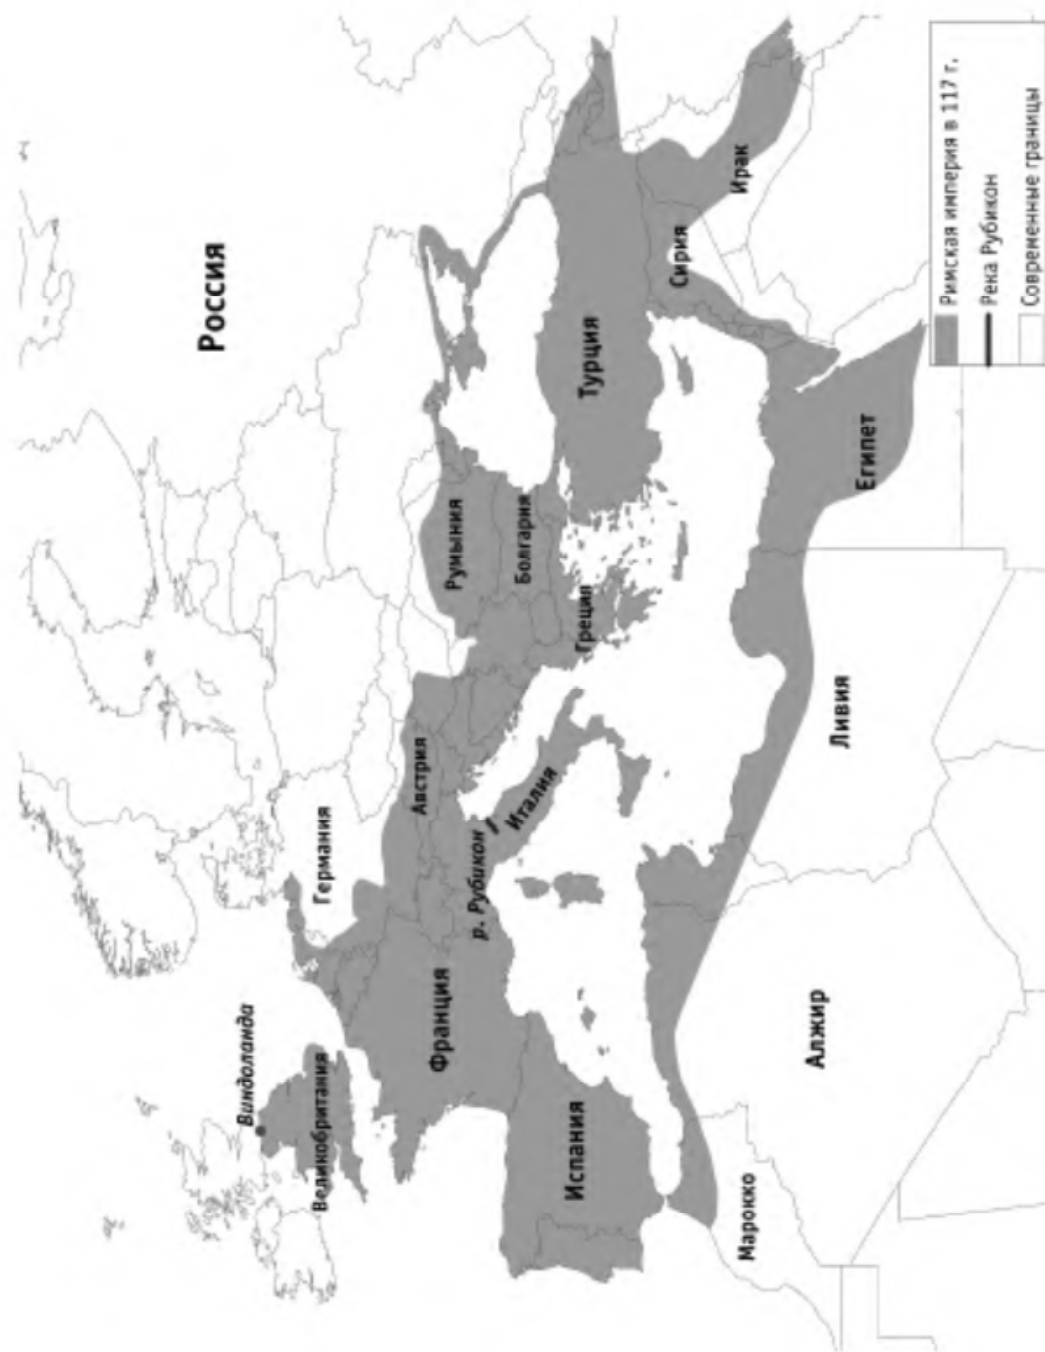 Россия
Виндоланда
Великобритания
Германия
Франция
Австрия
Румыния
Болгария
р. Рубикон
Италия
Греция
Испания
Турция
Сирия
Ирак
Марокко
Алжир
Ливия
Египет
Римская империя в 117 г.
Река Рубикон
Современные границы